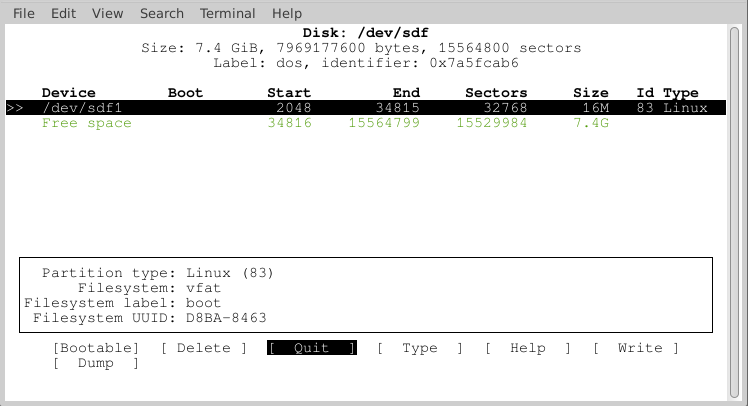 File Edit View Search Terminal Help
Disk: /dev/sdf
Size: 7.4 GiB, 7969177600 bytes, 15564800 sectors
Label: dos, identifier: 0x7a5fcab6
Device Boot Start End Sectors Size Id Type
>> /dev/sdf1 2048 34815 32768 16M 83 Linux
Free space 34816 15564799 15529984 7.4G
Partition type: Linux (83)
Filesystem: vfat
Filesystem label: boot
Filesystem UUID: D8BA-8463
[Bootable] [ Delete ] [ Quit ] [ Type ] [ Help ] [ Write ]
[ Dump ]